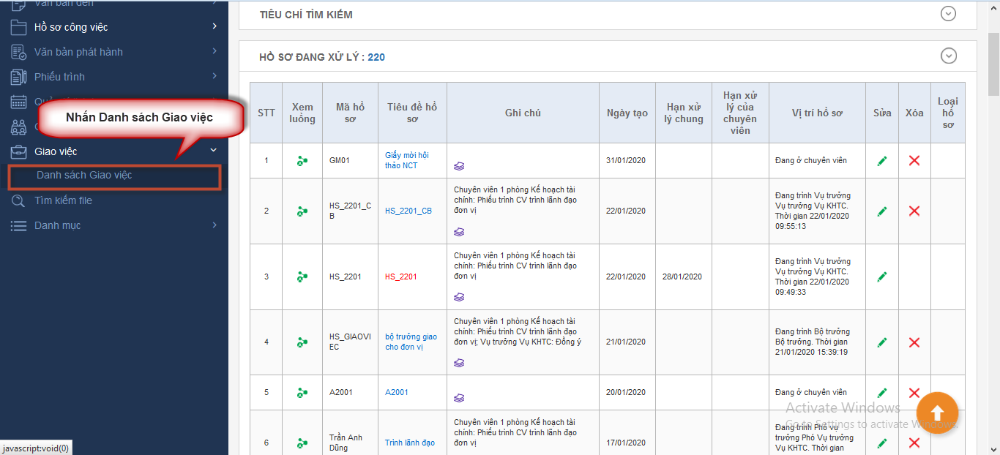 Văn bản đến
Hồ sơ công việc
Văn bản phát hành
Phiếu trình
Nhấn Danh sách Giao việc
Giao việc
Danh sách Giao việc
Tìm kiếm file
Danh mục
javascript:void(0)
TIÊU CHÍ TÌM KIẾM
HỒ SƠ ĐANG XỬ LÝ : 220
STT
Xem
luồng
Mã hồ
sơ
Tiêu đề hồ
sơ
Ghi chú
Ngày tạo
Hạn xử
lý chung
Hạn xử
lý của
chuyên
viên
Vị trí hồ sơ
Sửa
Xóa
Loại
hồ
sơ
1
GM01
Giấy mời hội
thảo NCT
31/01/2020
Đang ở chuyên viên
2
HS_2201_C
B
HS_2201_CB
Chuyên viên 1 phòng Kế hoạch tài
chính: Phiếu trình CV trình lãnh đạo
đơn vị
22/01/2020
Đang trình Vụ trưởng
Vụ trưởng Vụ KHTC.
Thời gian 22/01/2020
09:55:13
3
HS_2201
HS_2201
Chuyên viên 1 phòng Kế hoạch tài
chính: Phiếu trình CV trình lãnh đạo
đơn vị
22/01/2020
28/01/2020
Đang trình Vụ trưởng
Vụ trưởng Vụ KHTC.
Thời gian 22/01/2020
09:49:33
4
HS_GIAOVI
EC
bộ trưởng giao
cho đơn vị
Chuyên viên 1 phòng Kế hoạch tài
chính: Phiếu trình CV trình lãnh đạo
đơn vị; Vụ trưởng Vụ KHTC: Đồng ý
21/01/2020
Đang trình Bộ trưởng
Bộ trưởng. Thời gian
21/01/2020 15:39:19
5
A2001
A2001
20/01/2020
Đang ở chuyên viên
6
Trần Anh
Dũng
Trình lãnh đạo
Chuyên viên 1 phòng Kế hoạch tài
chính: Phiếu trình CV trình lãnh đạo
đơn vị
17/01/2020
Đang trình Phó vụ
trưởng Phó Vụ trưởng
Vụ KHTC. Thời gian
Activate Windows
Go to Settings to activate Windows.